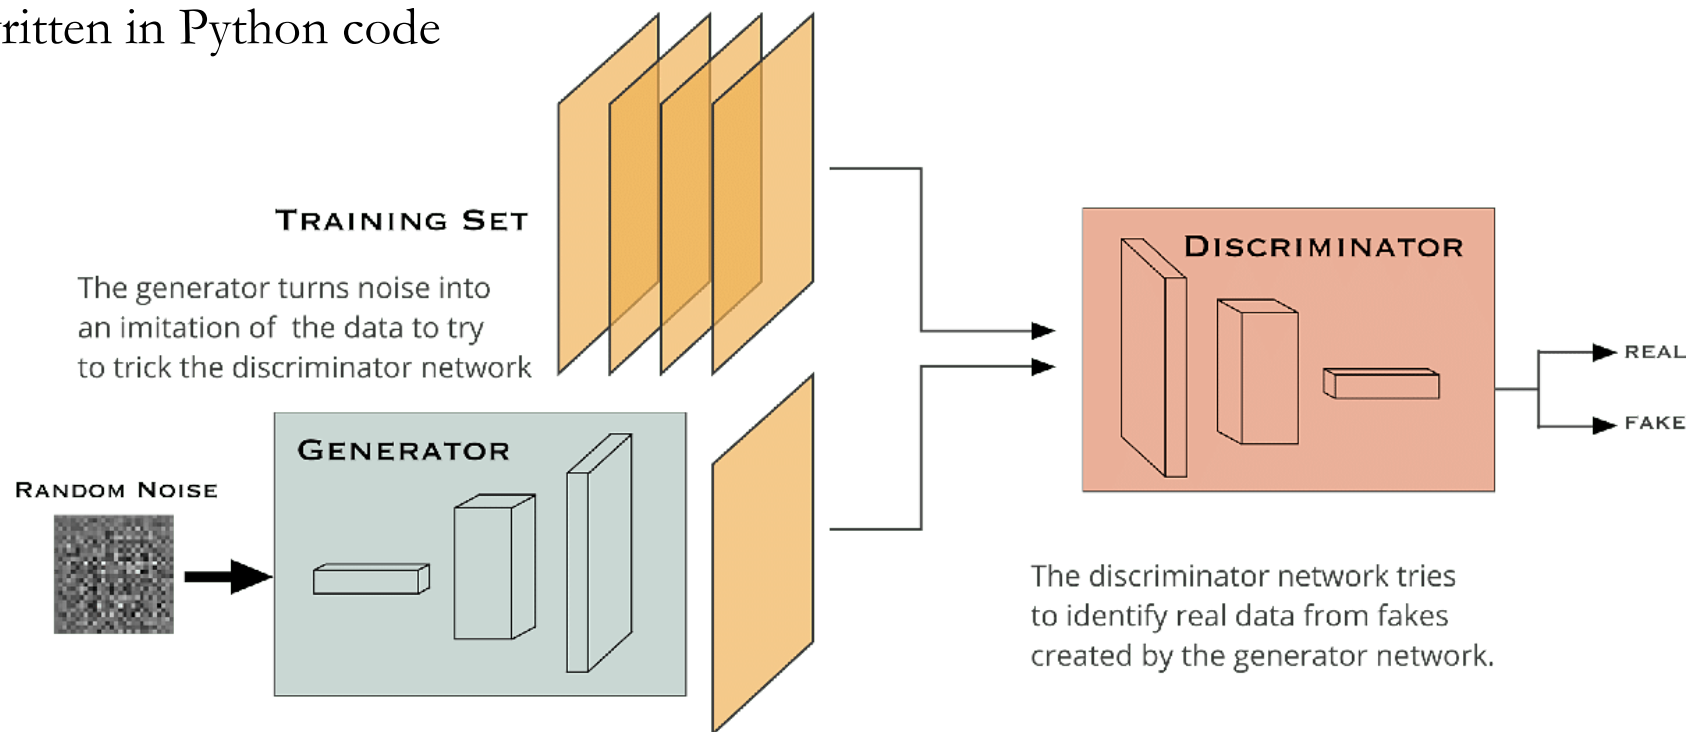 ritten in Python code
TRAINING SET
The generator turns noise into
an imitation of the data to try
to trick the discriminator network
GENERATOR
RANDOM NOISE
DISCRIMINATOR
REAL
FAKE
The discriminator network tries
to identify real data from fakes
created by the generator network.